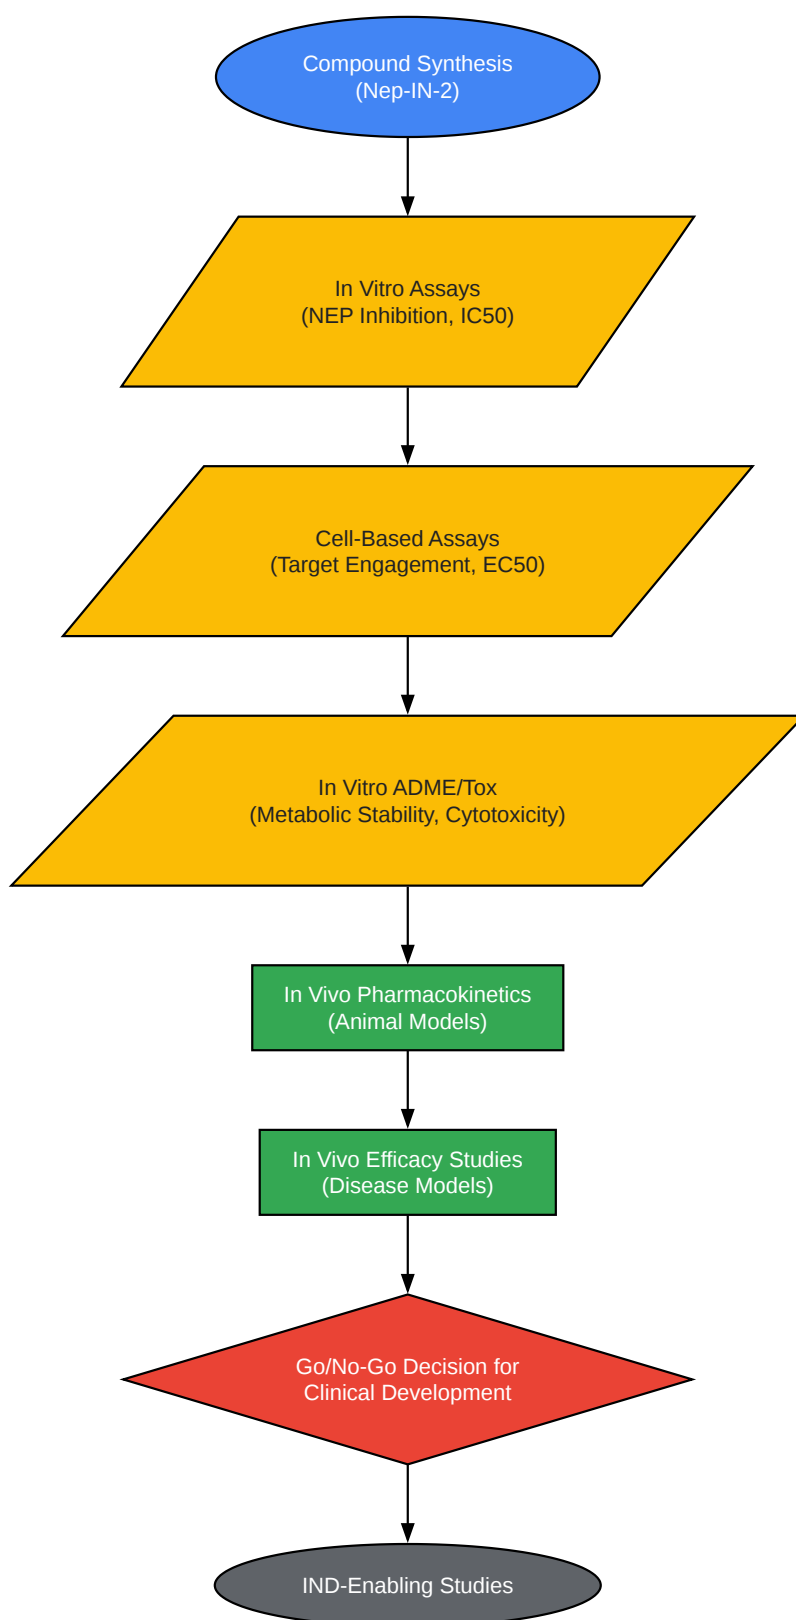 Compound Synthesis
(Nep-IN-2)
In Vitro Assays
(NEP Inhibition, IC50)
Cell-Based Assays
(Target Engagement, EC50)
In Vitro ADME/Tox
(Metabolic Stability, Cytotoxicity)
In Vivo Pharmacokinetics
(Animal Models)
In Vivo Efficacy Studies
(Disease Models)
Go/No-Go Decision for
Clinical Development
IND-Enabling Studies